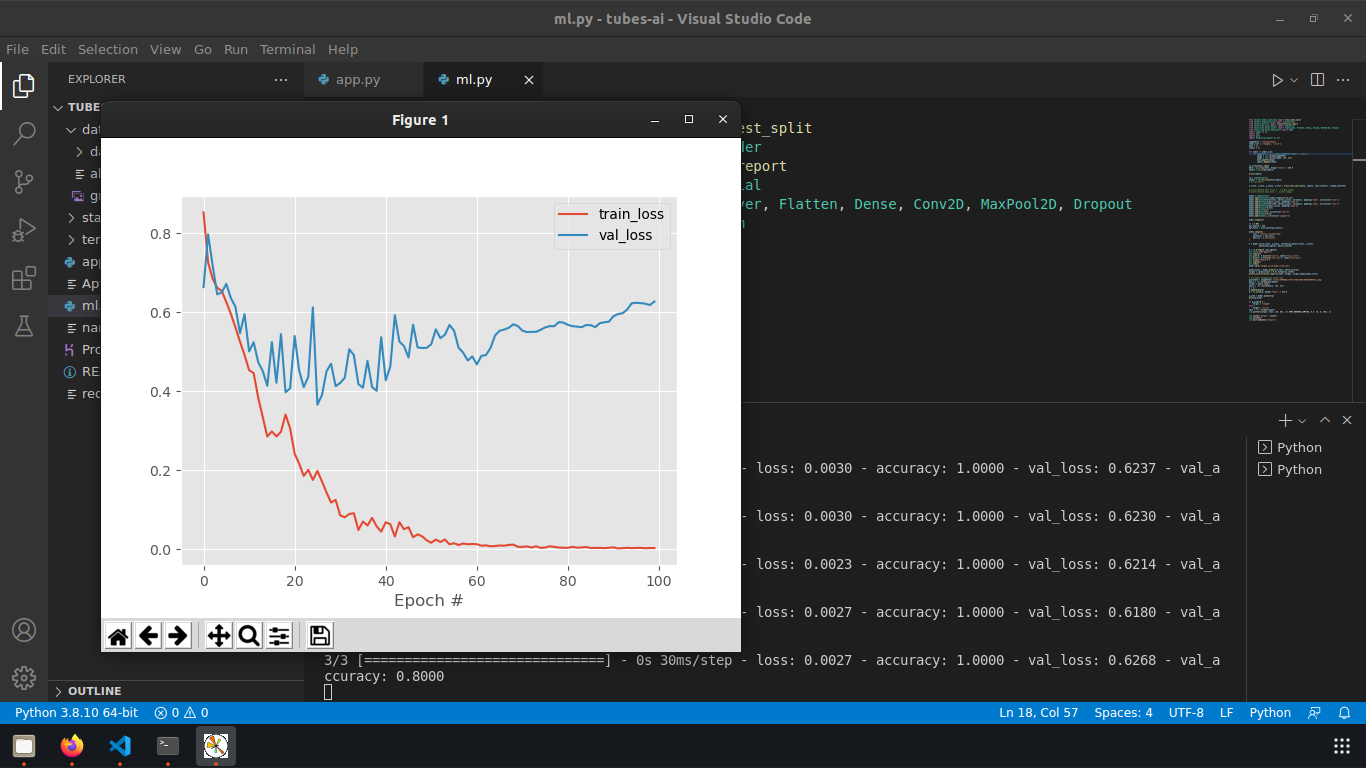 ml.py - tubes-ai - Visual Studio Code
File Edit Selection View Go Run Terminal Help
EXPLORER
app.py
ml.py
TUBE
Figure 1
dat
da
al
gr
sta
ter
app
Ap
ml.
nar
Pro
RE
rec
est_split
der
report
ial
yer, Flatten, Dense, Conv2D, MaxPool2D, Dropout
n
train_loss
val_loss
0.8
0.6
0.4
0.2
0.0
0 20 40 60 80 100
Epoch #
Python
Python
- loss: 0.0030 - accuracy: 1.0000 - val_loss: 0.6237 - val_a
- loss: 0.0030 - accuracy: 1.0000 - val_loss: 0.6230 - val_a
- loss: 0.0023 - accuracy: 1.0000 - val_loss: 0.6214 - val_a
- loss: 0.0027 - accuracy: 1.0000 - val_loss: 0.6180 - val_a
3/3 [==============================] - 0s 30ms/step - loss: 0.0027 - accuracy: 1.0000 - val_loss: 0.6268 - val_a
ccuracy: 0.8000
OUTLINE
Python 3.8.10 64-bit 0 0 Ln 18, Col 57 Spaces: 4 UTF-8 LF Python